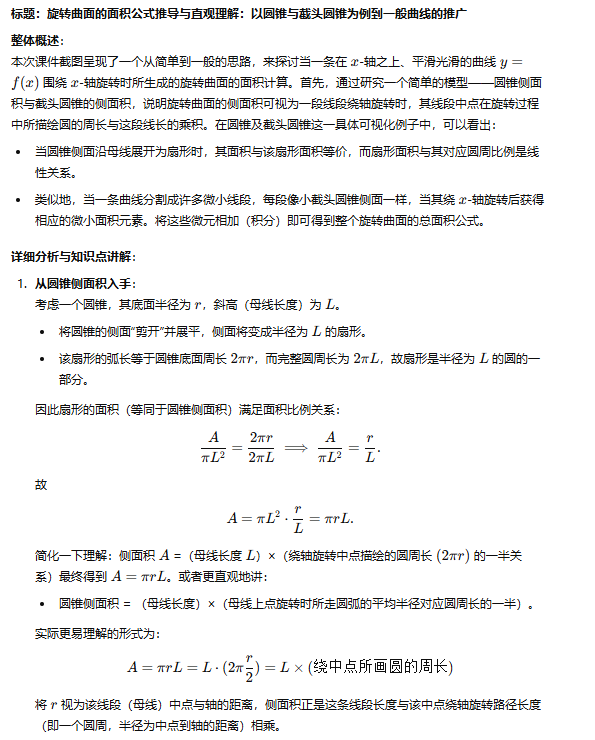 标题：旋转曲面的面积公式推导与直观理解：以圆锥与截头圆锥为例到一般曲线的推广
整体概述：
本次课件截图呈现了一个从简单到一般的思路，来探讨当一条在 x-轴之上、平滑光滑的曲线 y =
f(x) 围绕 x-轴旋转时所生成的旋转曲面的面积计算。首先，通过研究一个简单的模型——圆锥侧面
积与截头圆锥的侧面积，说明旋转曲面的侧面积可视为一段线段绕轴旋转时，其线段中点在旋转过程
中所描绘圆的周长与这段线长的乘积。在圆锥及截头圆锥这一具体可视化例子中，可以看出：
• 当圆锥侧面沿母线展开为扇形时，其面积与该扇形面积等价，而扇形面积与其对应圆周比例是线
性关系。
• 类似地，当一条曲线分割成许多微小线段，每段像小截头圆锥侧面一样，当其绕 x-轴旋转后获得
相应的微小面积元素。将这些微元相加（积分）即可得到整个旋转曲面的总面积公式。
详细分析与知识点讲解：
1. 从圆锥侧面积入手：
考虑一个圆锥，其底面半径为 r，斜高（母线长度）为 L。
• 将圆锥的侧面“剪开”并展平，侧面将变成半径为 L 的扇形。
• 该扇形的弧长等于圆锥底面周长 2πr，而完整圆周长为 2πL，故扇形是半径为 L 的圆的一
部分。
因此扇形的面积（等同于圆锥侧面积）满足面积比例关系：
A/(πL²) = 2πr/(2πL) ⟹ A/(πL²) = r/L.
故
A = πL² · r/L = πrL.
简化一下理解：侧面积 A =（母线长度 L）×（绕轴旋转中点描绘的圆周长 (2πr) 的一半关
系）最终得到 A = πrL。或者更直观地讲：
• 圆锥侧面积 = （母线长度）×（母线上点旋转时所走圆弧的平均半径对应圆周长的一半）。
实际更易理解的形式为：
A = πrL = L · (2π r/2) = L × (绕中点所画圆的周长)
将 r 视为该线段（母线）中点与轴的距离，侧面积正是这条线段长度与该中点绕轴旋转路径长度
（即一个圆周，半径为中点到轴的距离）相乘。